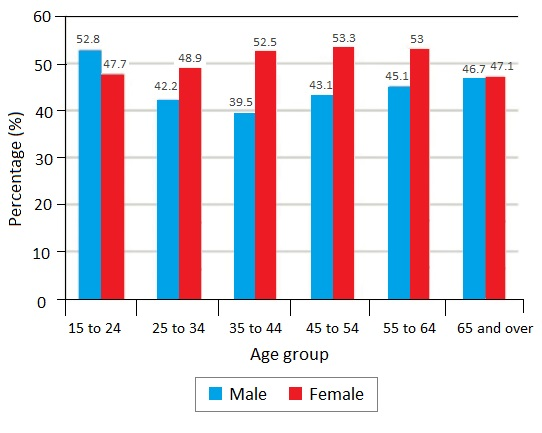 60
50
40
30
20
10
0
Percentage (%)
52.8
47.7
42.2
48.9
39.5
52.5
43.1
53.3
45.1
53
46.7
47.1
15 to 24
25 to 34
35 to 44
45 to 54
55 to 64
65 and over
Age group
Male
Female